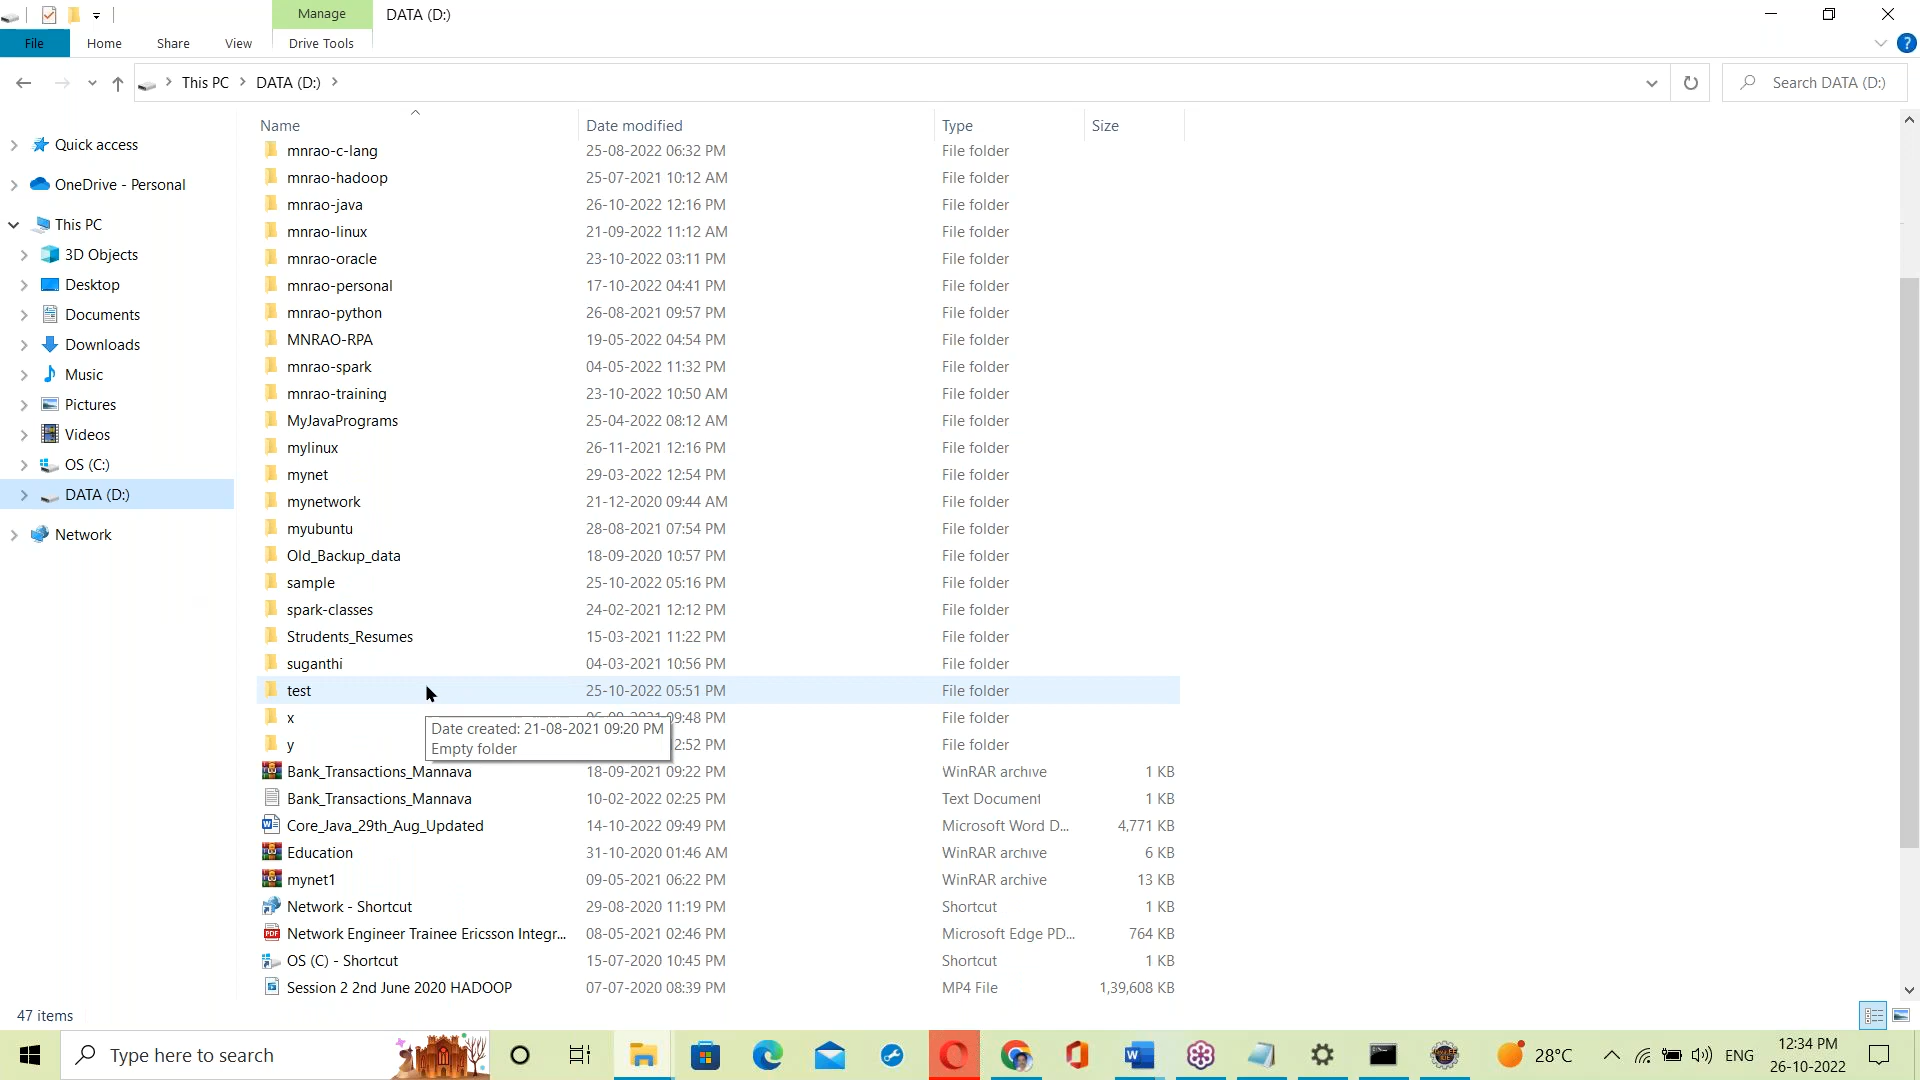 Manage
DATA (D:)
File
Home
Share
View
Drive Tools
This PC
DATA (D:)
Search DATA (D:)
Name
Date modified
Type
Size
Quick access
OneDrive - Personal
This PC
3D Objects
Desktop
Documents
Downloads
Music
Pictures
Videos
OS (C:)
DATA (D:)
Network
mnrao-c-lang 25-08-2022 06:32 PM File folder
mnrao-hadoop 25-07-2021 10:12 AM File folder
mnrao-java 26-10-2022 12:16 PM File folder
mnrao-linux 21-09-2022 11:12 AM File folder
mnrao-oracle 23-10-2022 03:11 PM File folder
mnrao-personal 17-10-2022 04:41 PM File folder
mnrao-python 26-08-2021 09:57 PM File folder
MNRAO-RPA 19-05-2022 04:54 PM File folder
mnrao-spark 04-05-2022 11:32 PM File folder
mnrao-training 23-10-2022 10:50 AM File folder
MyJavaPrograms 25-04-2022 08:12 AM File folder
mylinux 26-11-2021 12:16 PM File folder
mynet 29-03-2022 12:54 PM File folder
mynetwork 21-12-2020 09:44 AM File folder
myubuntu 28-08-2021 07:54 PM File folder
Old_Backup_data 18-09-2020 10:57 PM File folder
sample 25-10-2022 05:16 PM File folder
spark-classes 24-02-2021 12:12 PM File folder
Strudents_Resumes 15-03-2021 11:22 PM File folder
suganthi 04-03-2021 10:56 PM File folder
test 25-10-2022 05:51 PM File folder
x 09:48 PM File folder
y 2:52 PM File folder
Date created: 21-08-2021 09:20 PM
Empty folder
Bank_Transactions_Mannava 18-09-2021 09:22 PM WinRAR archive 1 KB
Bank_Transactions_Mannava 10-02-2022 02:25 PM Text Document 1 KB
Core_Java_29th_Aug_Updated 14-10-2022 09:49 PM Microsoft Word D... 4,771 KB
Education 31-10-2020 01:46 AM WinRAR archive 6 KB
mynet1 09-05-2021 06:22 PM WinRAR archive 13 KB
Network - Shortcut 29-08-2020 11:19 PM Shortcut 1 KB
Network Engineer Trainee Ericsson Integr... 08-05-2021 02:46 PM Microsoft Edge PD... 764 KB
OS (C) - Shortcut 15-07-2020 10:45 PM Shortcut 1 KB
Session 2 2nd June 2020 HADOOP 07-07-2020 08:39 PM MP4 File 1,39,608 KB
47 items
Type here to search
28°C
ENG
12:34 PM
26-10-2022